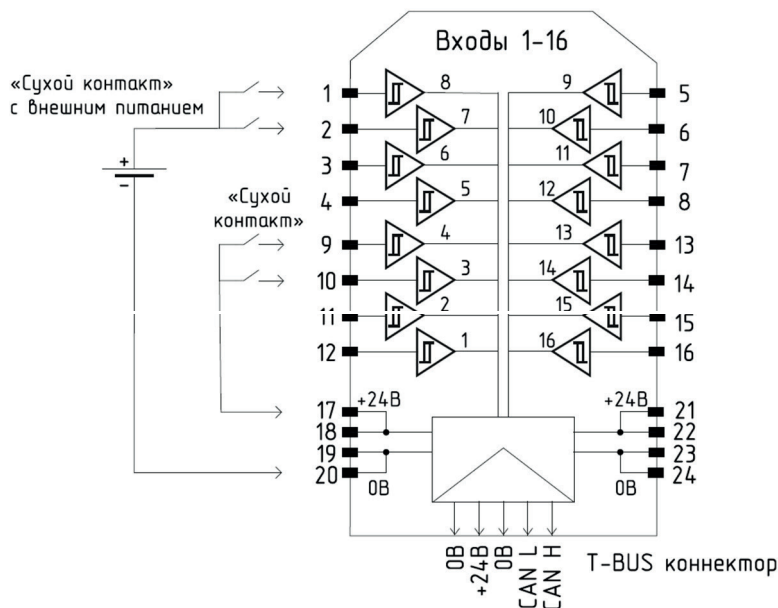 Входы 1-16
«Сухой контакт»
с внешним питанием
+
-
«Сухой
контакт»
1 8 9 5
2 7 10 6
3 6 11 7
4 5 12 8
9 4 13 13
10 3 14 14
11 2 15 15
12 1 16 16
17 +24В +24В 21
18 22
19 23
20 0В 0В 24
0В
+24В
0В
CAN L
CAN H
T-BUS коннектор